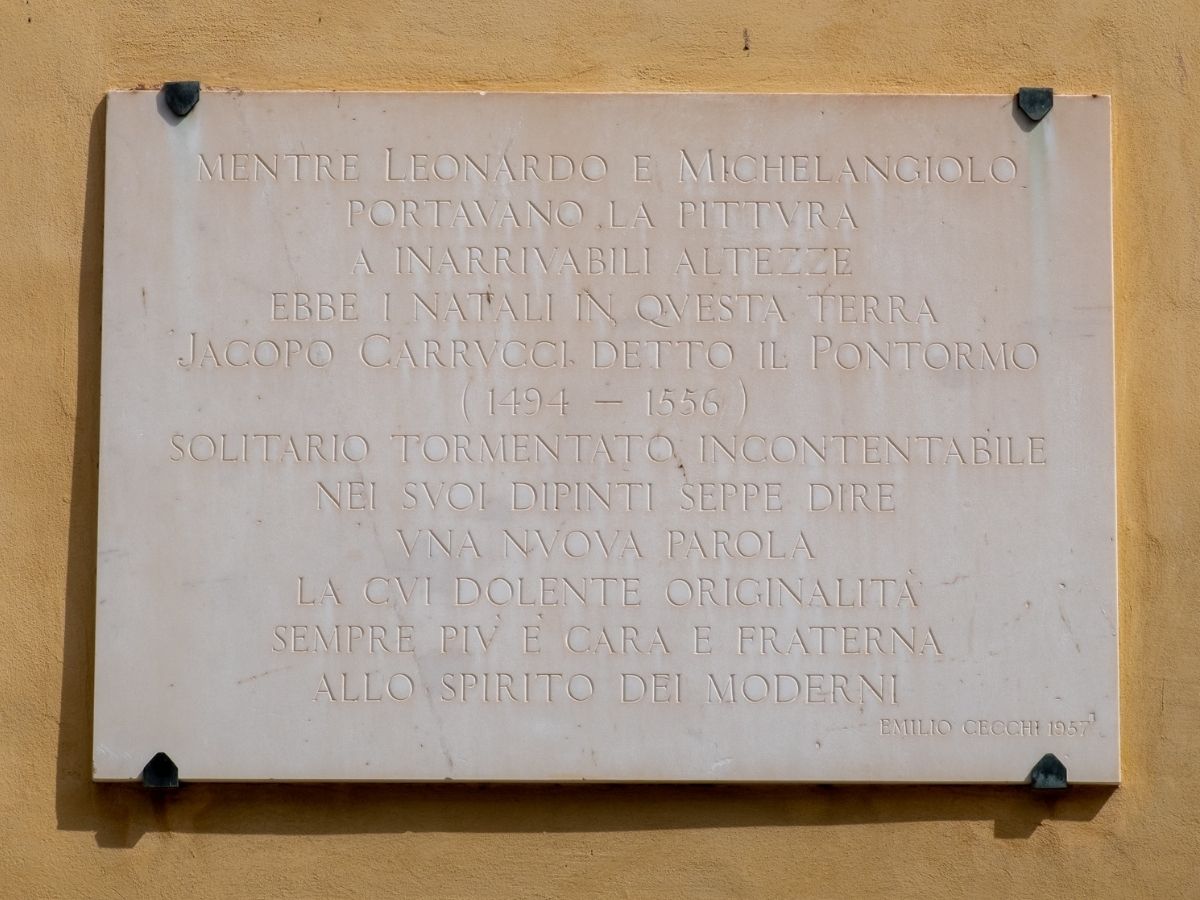 MENTRE LEONARDO E MICHELANGIOLO
PORTAVANO LA PITTVRA
A INARRIVABILI ALTEZZE
EBBE I NATALI IN QVESTA TERRA
JACOPO CARRVCCI DETTO IL PONTORMO
(1494 – 1556)
SOLITARIO TORMENTATO INCONTENTABILE
NEI SVOI DIPINTI SEPPE DIRE
VNA NVOVA PAROLA
LA CVI DOLENTE ORIGINALITÀ
SEMPRE PIÙ È CARA E FRATERNA
ALLO SPIRITO DEI MODERNI
EMILIO CECCHI 1957